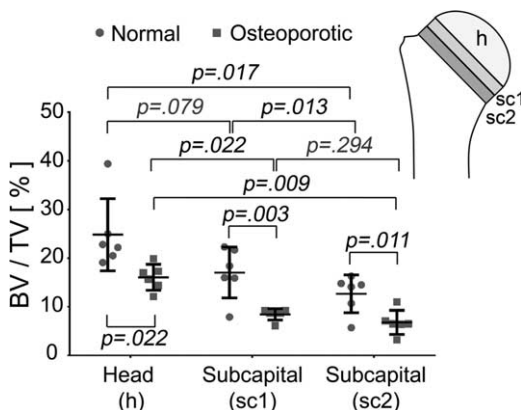 Normal Osteoporotic
h
sc1
sc2
p=.017
p=.079 p=.013
p=.022 p=.294
p=.009
p=.003
p=.011
p=.022
BV / TV [ % ]
50
40
30
20
10
0
Head Subcapital Subcapital
(h) (sc1) (sc2)